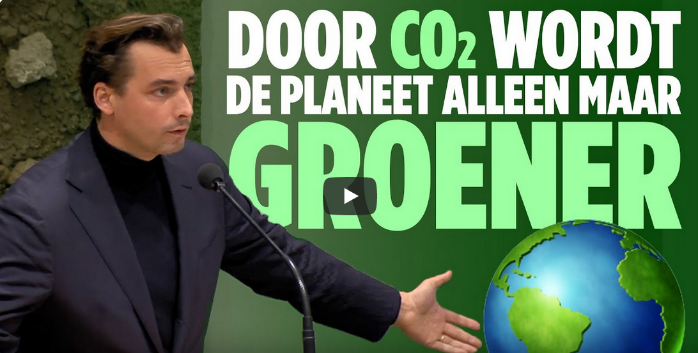 DOOR CO₂ WORDT
DE PLANEET ALLEEN MAAR
GROENER